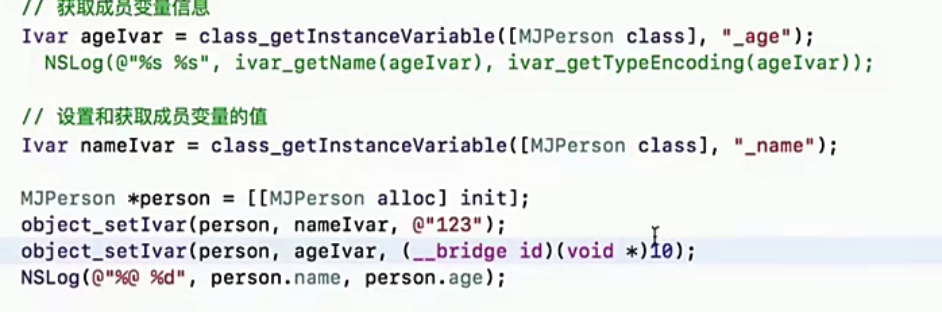 // 获取成员变量信息
Ivar ageIvar = class_getInstanceVariable([MJPerson class], "_age");
NSLog(@"%s %s", ivar_getName(ageIvar), ivar_getTypeEncoding(ageIvar));
// 设置和获取成员变量的值
Ivar nameIvar = class_getInstanceVariable([MJPerson class], "_name");
MJPerson *person = [[MJPerson alloc] init];
object_setIvar(person, nameIvar, @"123");
object_setIvar(person, ageIvar, (__bridge id)(void *)10);
NSLog(@"%@ %d", person.name, person.age);